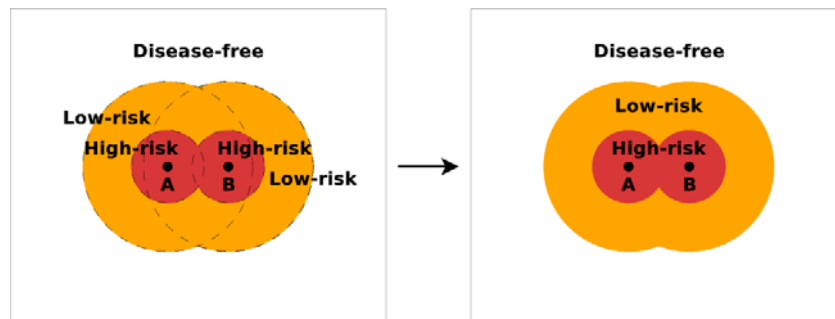 Disease-free
Low-risk
High-risk High-risk
Low-risk
A B
Disease-free
Low-risk
High-risk
A B